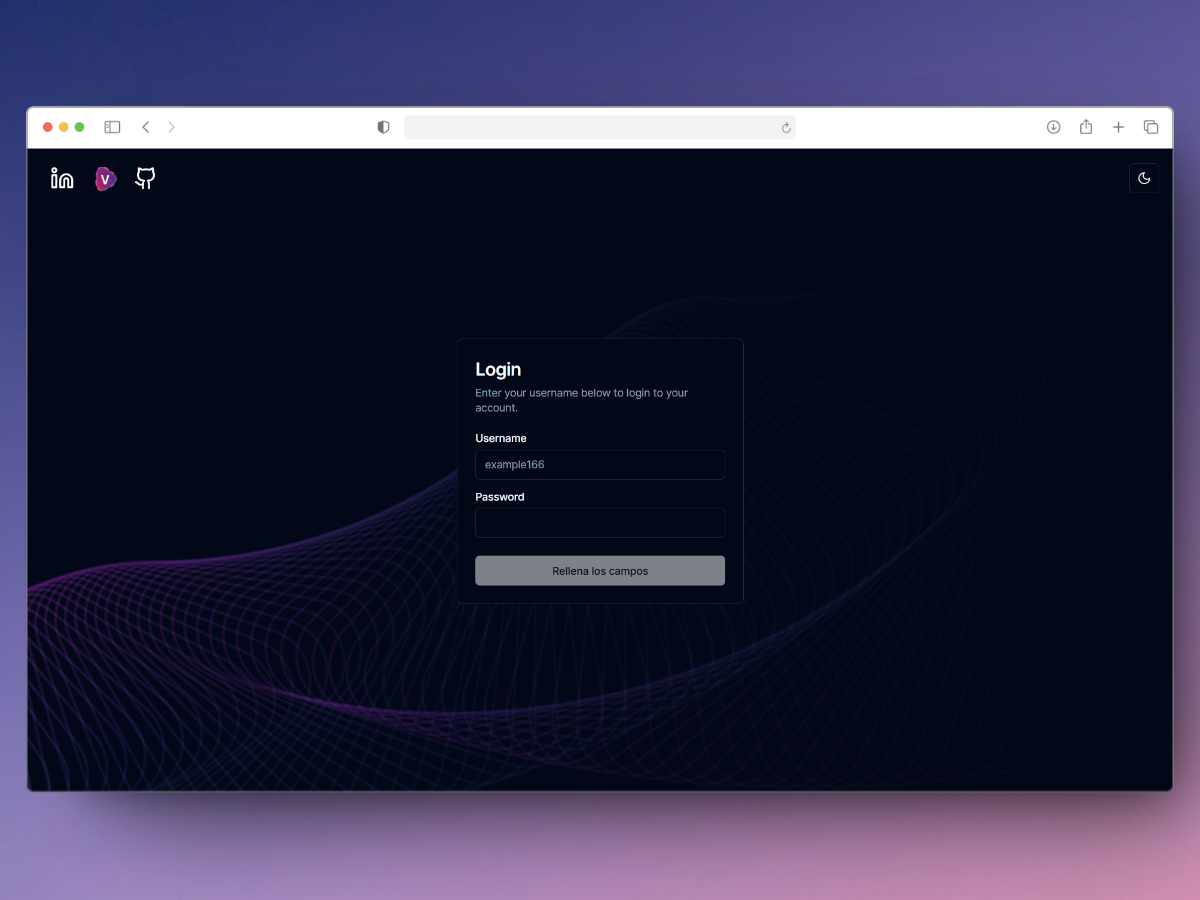 in
V
Login
Enter your username below to login to your
account.
Username
example166
Password
Rellena los campos